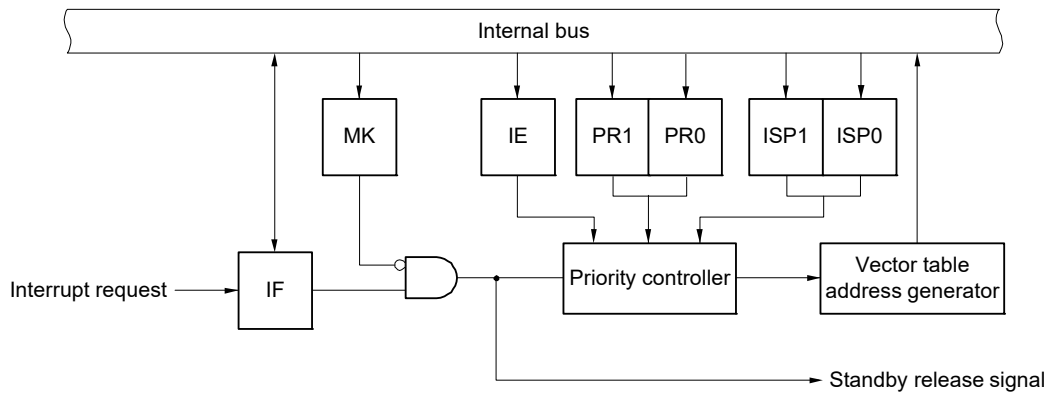 Internal bus
MK
IE
PR1
PR0
ISP1
ISP0
Interrupt request
IF
Priority controller
Vector table
address generator
Standby release signal